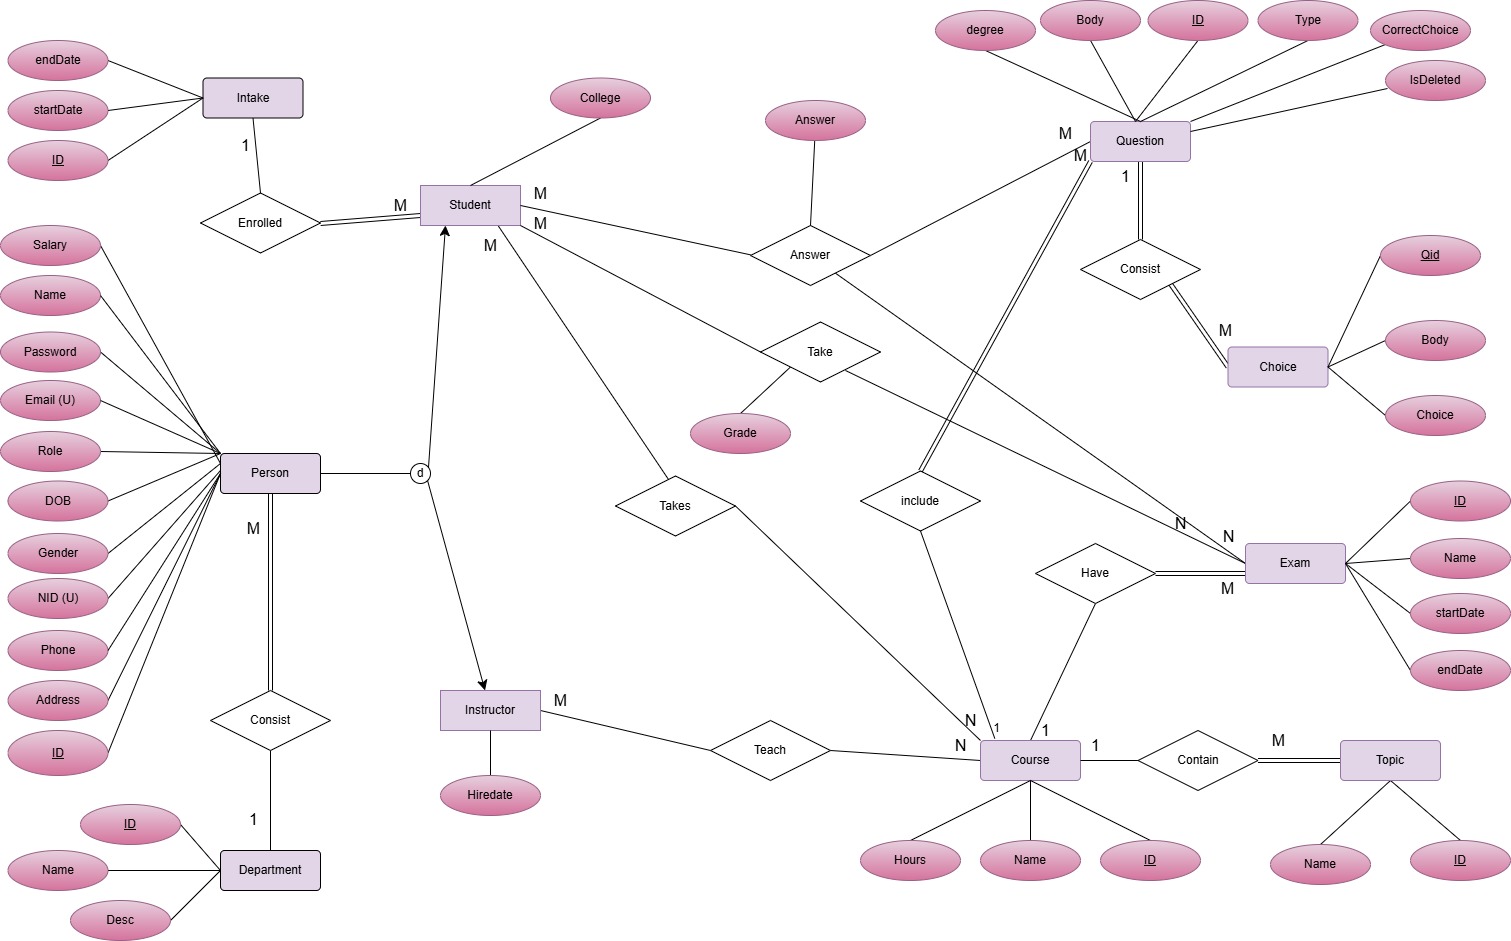 degree
Body
ID
Type
CorrectChoice
IsDeleted
endDate
startDate
ID
Intake
1
Enrolled
M
College
Student
M
M
M
Answer
Answer
M
M
Question
1
Consist
M
Choice
Qid
Body
Choice
Salary
Name
Password
Email (U)
Role
DOB
Gender
NID (U)
Phone
Address
ID
Person
d
M
Consist
1
Department
ID
Name
Desc
Take
Grade
Takes
include
N
N
Exam
M
Have
ID
Name
startDate
endDate
Instructor
M
Hiredate
Teach
N
N
1
1
Course
1
Contain
M
Topic
Hours
Name
ID
Name
ID